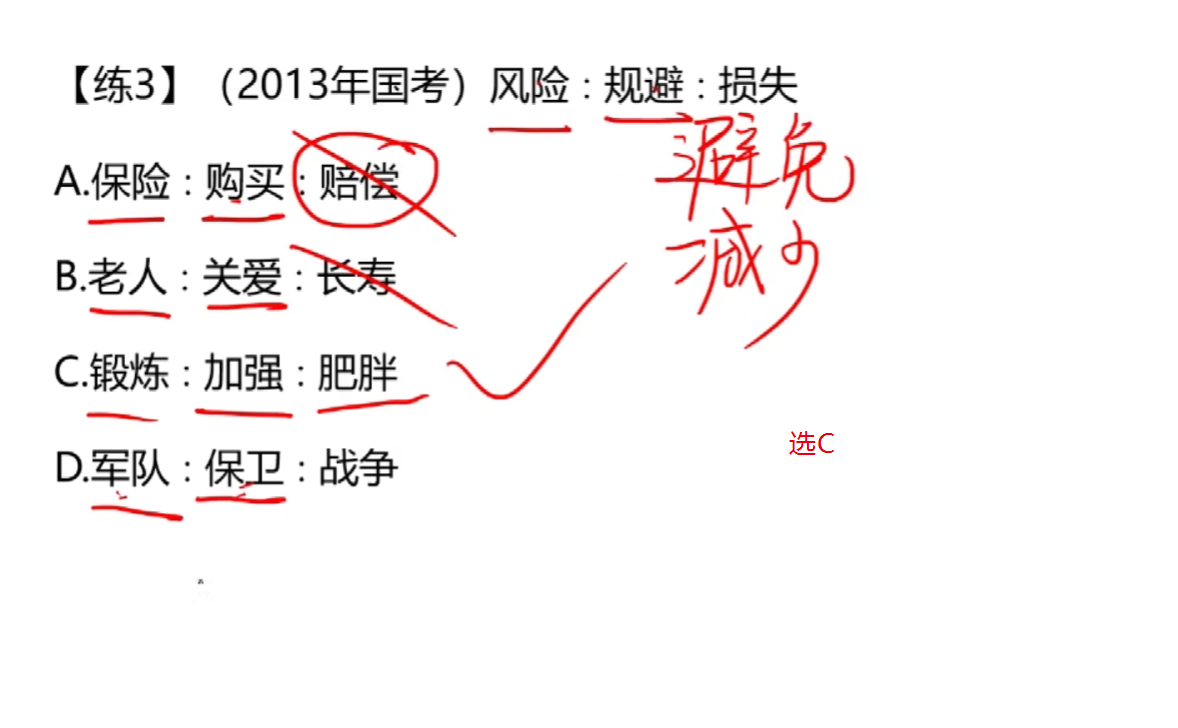 【练3】（2013年国考）风险：规避：损失
避免
A.保险：购买：赔偿
减少
B.老人：关爱：长寿
C.锻炼：加强：肥胖
选C
D.军队：保卫：战争